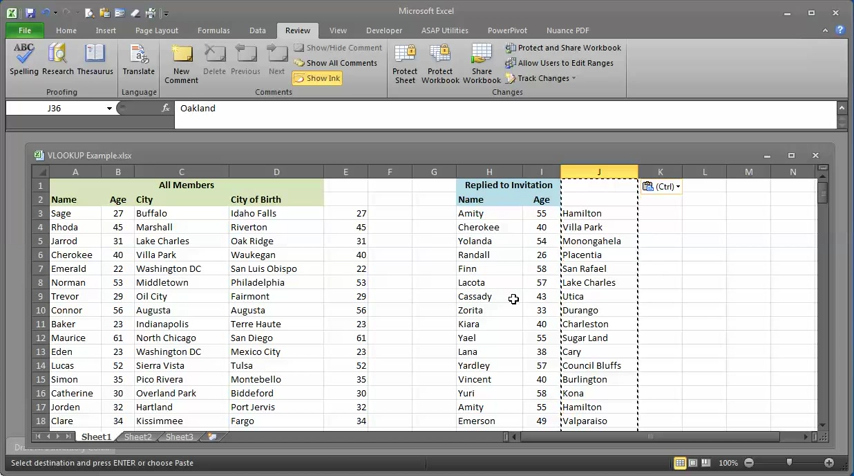 Microsoft Excel
File Home Insert Page Layout Formulas Data Review View Developer ASAP Utilities PowerPivot Nuance PDF
ABC
Spelling Research Thesaurus
Proofing
Translate
Language
New Comment Delete Previous Next
Show/Hide Comment
Show All Comments
Show Ink
Comments
Protect Sheet Protect Workbook Share Workbook
Protect and Share Workbook
Allow Users to Edit Ranges
Track Changes
Changes
J36 fx Oakland
VLOOKUP Example.xlsx
A B C D E F G H I J K L M N
1 All Members Replied to Invitation (Ctrl)
2 Name Age City City of Birth Name Age
3 Sage 27 Buffalo Idaho Falls 27 Amity 55 Hamilton
4 Rhoda 45 Marshall Riverton 45 Cherokee 40 Villa Park
5 Jarrod 31 Lake Charles Oak Ridge 31 Yolanda 54 Monongahela
6 Cherokee 40 Villa Park Waukegan 40 Randall 26 Placentia
7 Emerald 22 Washington DC San Luis Obispo 22 Finn 58 San Rafael
8 Norman 53 Middletown Philadelphia 53 Lacota 57 Lake Charles
9 Trevor 29 Oil City Fairmont 29 Cassady 43 Utica
10 Connor 56 Augusta Augusta 56 Zorita 33 Durango
11 Baker 23 Indianapolis Terre Haute 23 Kiara 40 Charleston
12 Maurice 61 North Chicago San Diego 61 Yael 55 Sugar Land
13 Eden 23 Washington DC Mexico City 23 Lana 38 Cary
14 Lucas 52 Sierra Vista Tulsa 52 Yardley 57 Council Bluffs
15 Simon 35 Pico Rivera Montebello 35 Vincent 40 Burlington
16 Catherine 30 Overland Park Biddeford 30 Yuri 58 Kona
17 Jorden 32 Hartland Port Jervis 32 Amity 55 Hamilton
18 Clare 34 Kissimmee Fargo 34 Emerson 49 Valparaiso
Sheet1 Sheet2 Sheet3
Select destination and press ENTER or choose Paste 100%